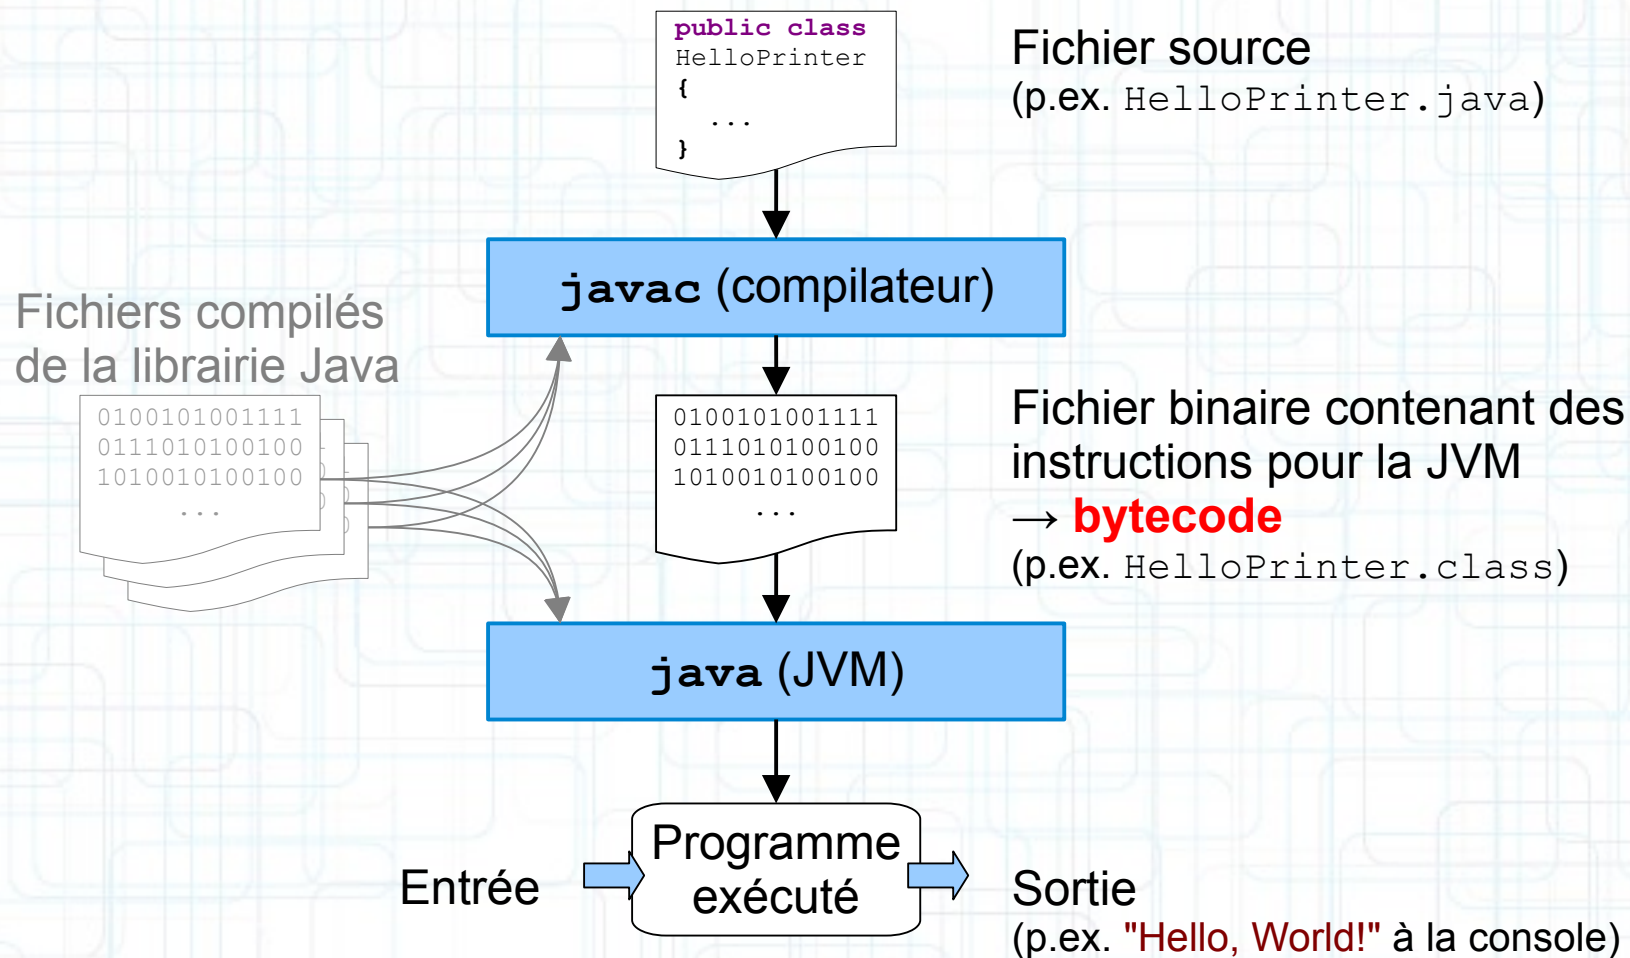 public class
HelloPrinter
{
...
}
Fichier source
(p.ex. HelloPrinter.java)
javac (compilateur)
Fichiers compilés
de la librairie Java
0100101001111
0111010100100
1010010100100
...
0100101001111
0111010100100
1010010100100
...
Fichier binaire contenant des
instructions pour la JVM
→ bytecode
(p.ex. HelloPrinter.class)
java (JVM)
Programme
exécuté
Entrée
Sortie
(p.ex. "Hello, World!" à la console)